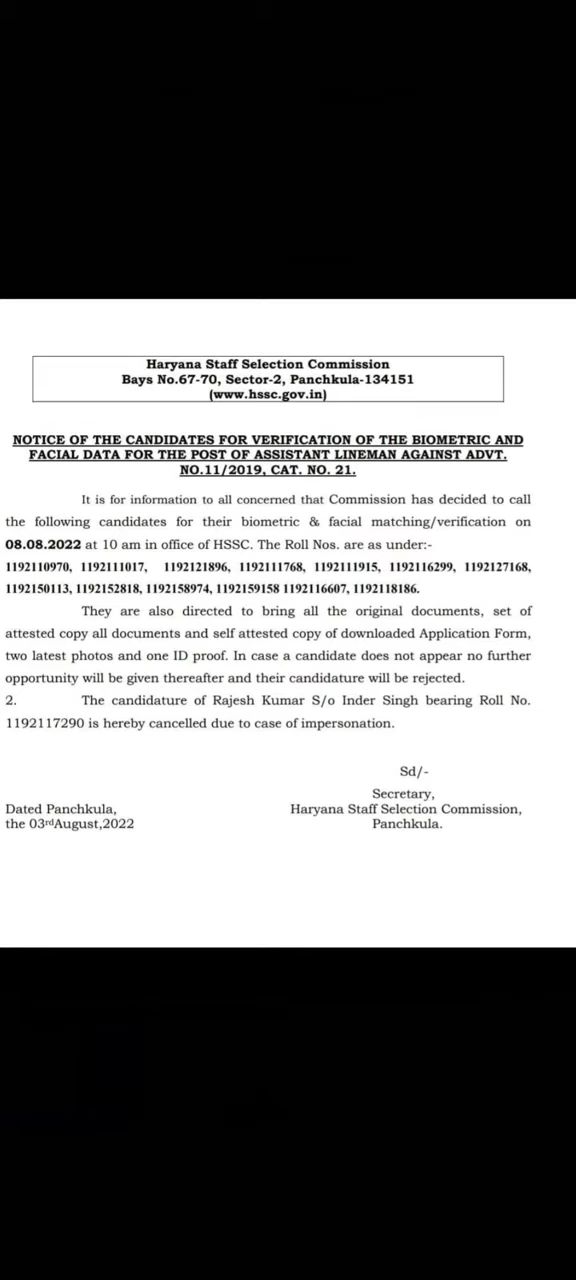 Haryana Staff Selection Commission
Bays No.67-70, Sector-2, Panchkula-134151
(www.hssc.gov.in)
NOTICE OF THE CANDIDATES FOR VERIFICATION OF THE BIOMETRIC AND
FACIAL DATA FOR THE POST OF ASSISTANT LINEMAN AGAINST ADVT.
NO.11/2019, CAT. NO. 21.
It is for information to all concerned that Commission has decided to call
the following candidates for their biometric & facial matching/verification on
08.08.2022 at 10 am in office of HSSC. The Roll Nos. are as under:-
1192110970, 1192111017, 1192121896, 1192111768, 1192111915, 1192116299, 1192127168,
1192150113, 1192152818, 1192158974, 1192159158 1192116607, 1192118186.
They are also directed to bring all the original documents, set of
attested copy all documents and self attested copy of downloaded Application Form,
two latest photos and one ID proof. In case a candidate does not appear no further
opportunity will be given thereafter and their candidature will be rejected.
2. The candidature of Rajesh Kumar S/o Inder Singh bearing Roll No.
1192117290 is hereby cancelled due to case of impersonation.
Sd/-
Secretary,
Haryana Staff Selection Commission,
Panchkula.
Dated Panchkula,
the 03rdAugust,2022